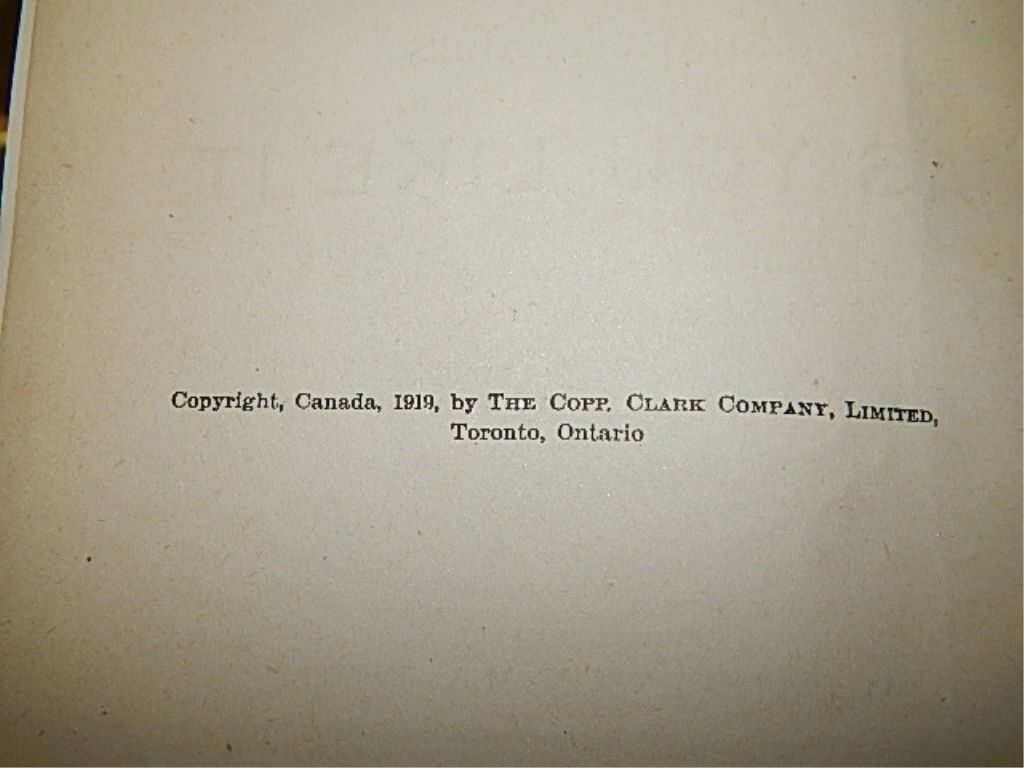 Copyright, Canada, 1919, by THE COPP, CLARK COMPANY, LIMITED,
Toronto, Ontario